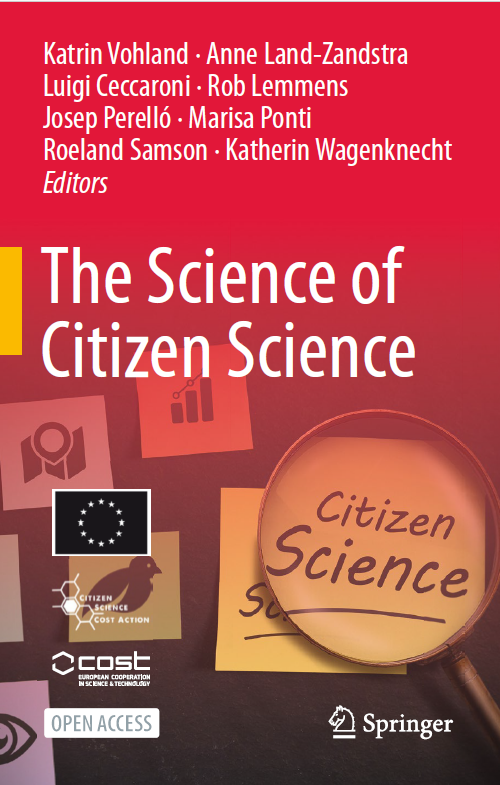 Katrin Vohland · Anne Land-Zandstra
Luigi Ceccaroni · Rob Lemmens
Josep Perelló · Marisa Ponti
Roeland Samson · Katherin Wagenknecht
Editors
The Science of
Citizen Science
Citizen
Science
Sc
CITIZEN
SCIENCE
COST ACTION
cost
EUROPEAN COOPERATION
IN SCIENCE & TECHNOLOGY
OPEN ACCESS
Springer